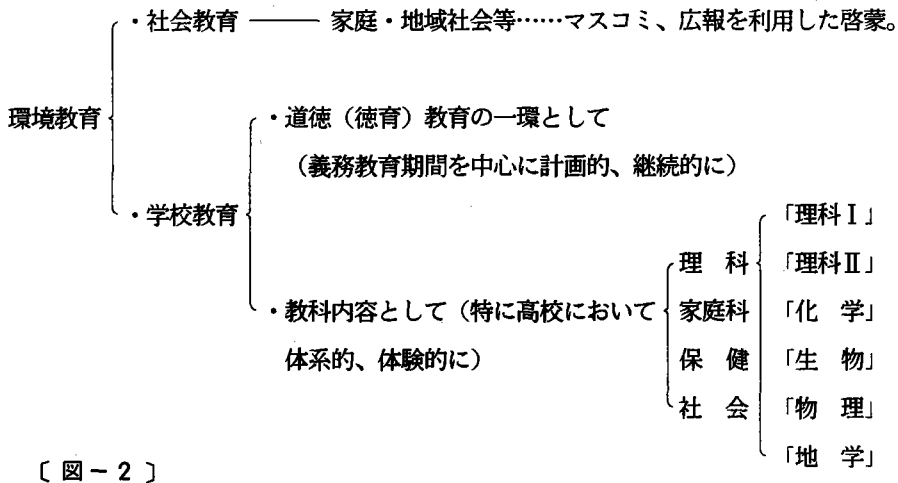 ・社会教育 ─── 家庭・地域社会等……マスコミ、広報を利用した啓蒙。
環境教育
・道徳（徳育）教育の一環として
（義務教育期間を中心に計画的、継続的に）
・学校教育
・教科内容として（特に高校において
体系的、体験的に）
理　科
家庭科
保　健
社　会
「理科Ⅰ」
「理科Ⅱ」
「化　学」
「生　物」
「物　理」
「地　学」
〔 図－２ 〕